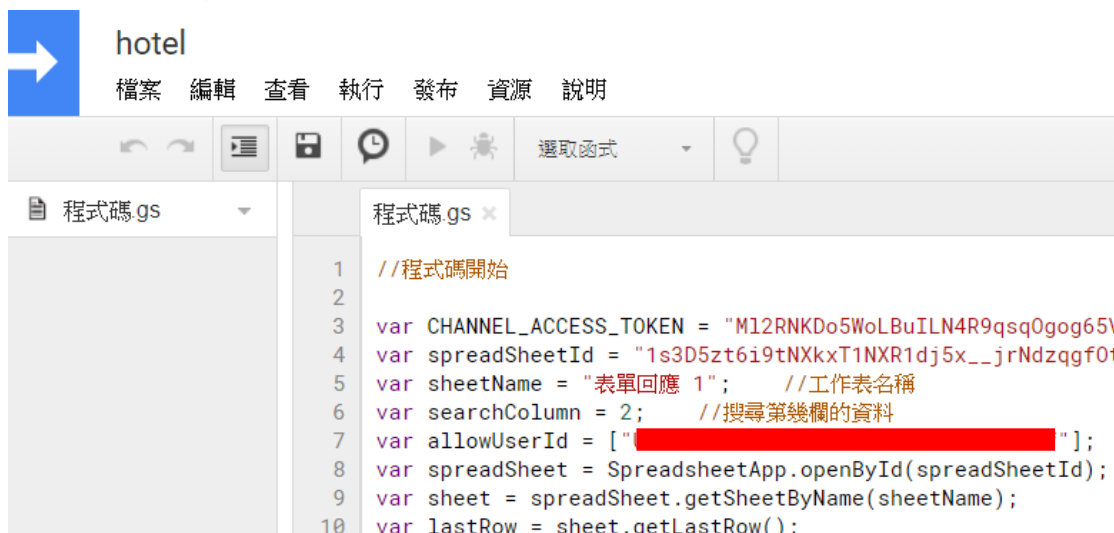 hotel
檔案 編輯 查看 執行 發布 資源 說明
選取函式
程式碼.gs
程式碼.gs ×
1 //程式碼開始
2
3 var CHANNEL_ACCESS_TOKEN = "Ml2RNKDo5WoLBuILN4R9qsqOgog65
4 var spreadSheetId = "1s3D5zt6i9tNXkxT1NXR1dj5x__jrNdzqgfOt
5 var sheetName = "表單回應 1"; //工作表名稱
6 var searchColumn = 2; //搜尋第幾欄的資料
7 var allowUserId = [" "];
8 var spreadSheet = SpreadsheetApp.openById(spreadSheetId);
9 var sheet = spreadSheet.getSheetByName(sheetName);
10 var lastRow = sheet.getLastRow();